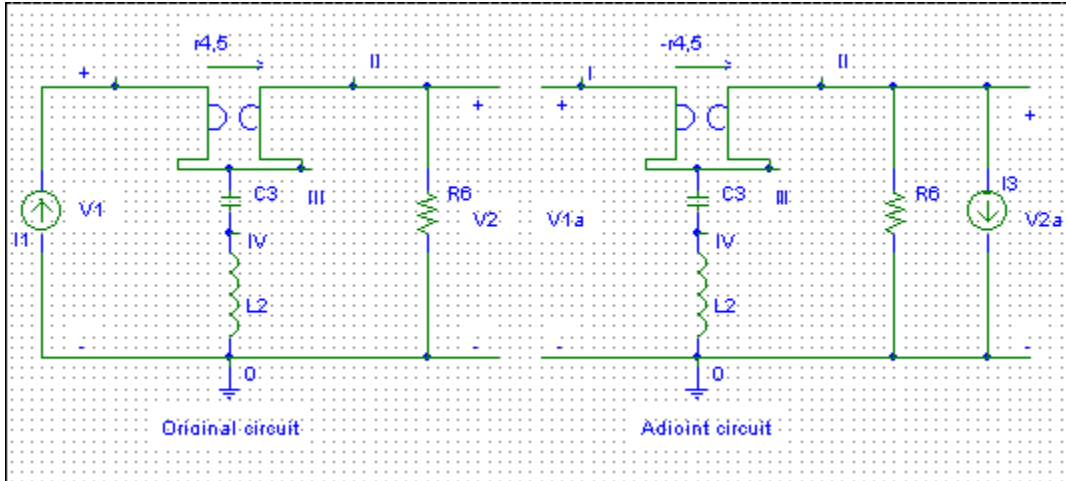 r4,5
-r4,5
+ II
I II
+
+
+
C3
III
R6
C3
III
R6
I3
V1
V2
V1a
V2a
I1
IV
IV
L2
L2
-
-
-
-
0
0
Original circuit
Adjoint circuit